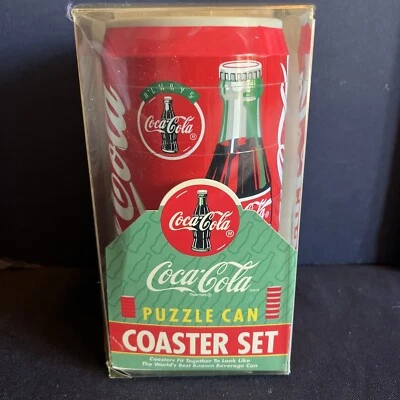 ALWAYS
Coca-Cola
®
Coca-Cola
Coca-Cola
®
Coca-Cola
PUZZLE CAN
COASTER SET
Coasters Fit Together To Look Like
The World's Best Known Beverage Can